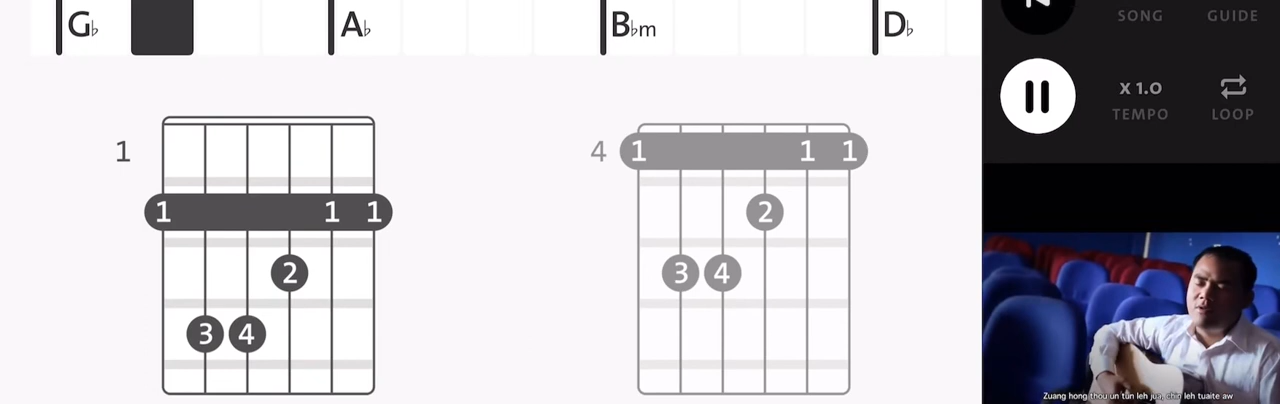 G♭ A♭ B♭m D♭
SONG GUIDE
x 1.0
TEMPO LOOP
1 4
1 1 1
1 1 1
2
2
3 4
3 4
Zuang hong thou un tun leh jua, chin leh tuaite aw